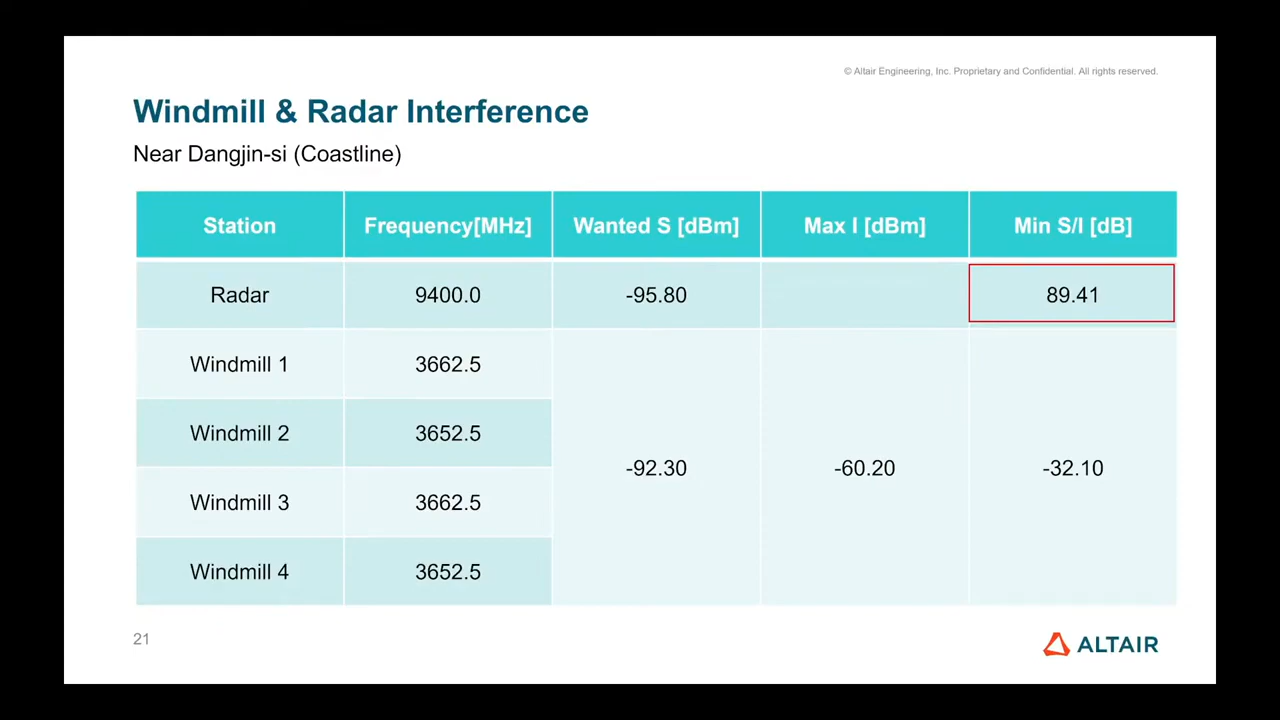 © Altair Engineering, Inc. Proprietary and Confidential. All rights reserved.
Windmill & Radar Interference
Near Dangjin-si (Coastline)
Station Frequency[MHz] Wanted S [dBm] Max I [dBm] Min S/I [dB]
Radar 9400.0 -95.80 89.41
Windmill 1 3662.5
Windmill 2 3652.5
-92.30 -60.20 -32.10
Windmill 3 3662.5
Windmill 4 3652.5
21
ALTAIR